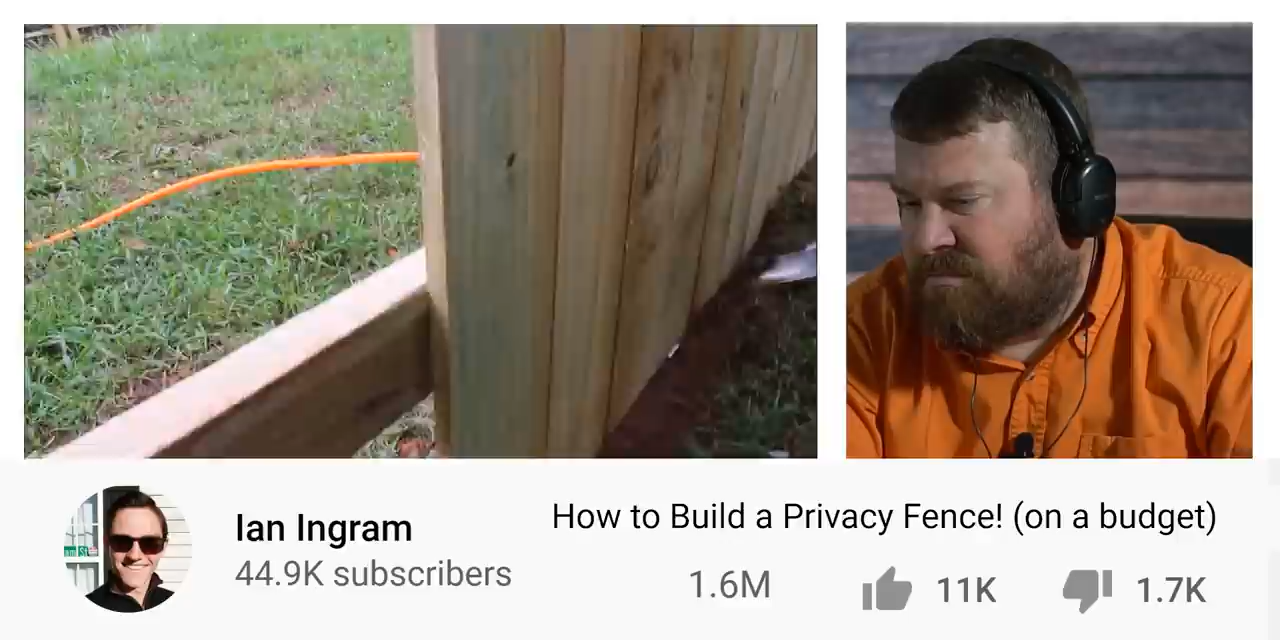 Ian Ingram
44.9K subscribers
How to Build a Privacy Fence! (on a budget)
1.6M
11K
1.7K